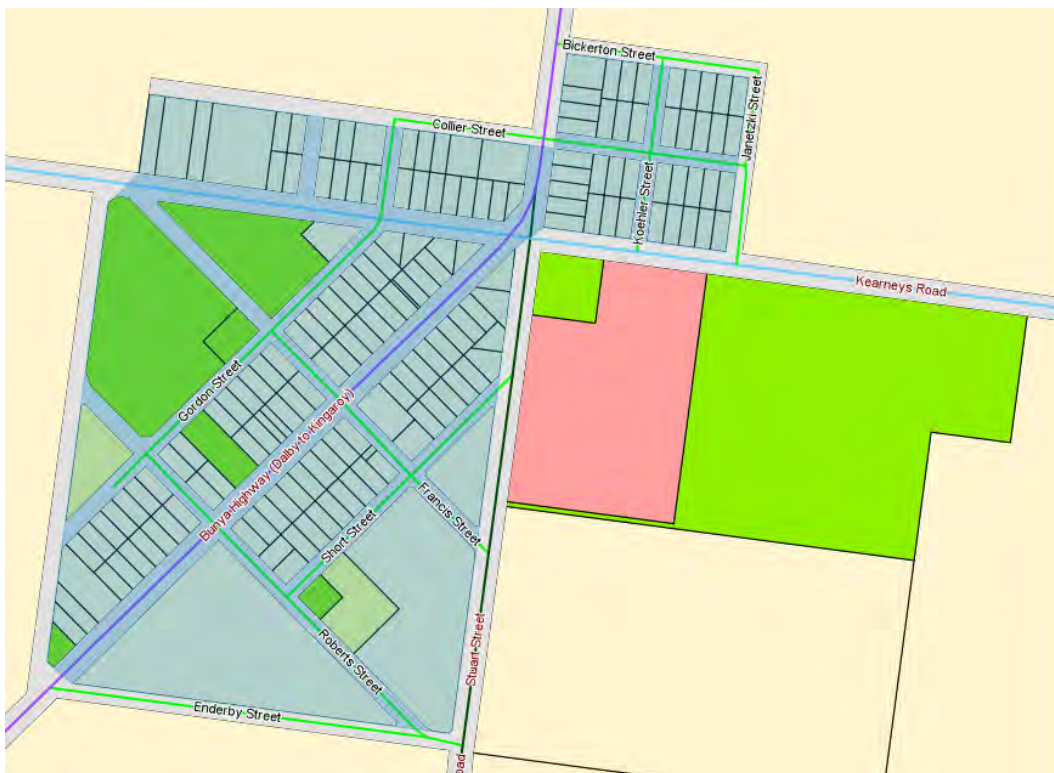 Bickerton Street
Collier Street
Janetzki Street
Koehler Street
Kearneys Road
Gordon Street
Bunya Highway (Dalby to Kingaroy)
Francis Street
Short Street
Roberts Street
Stuart Street
Enderby Street